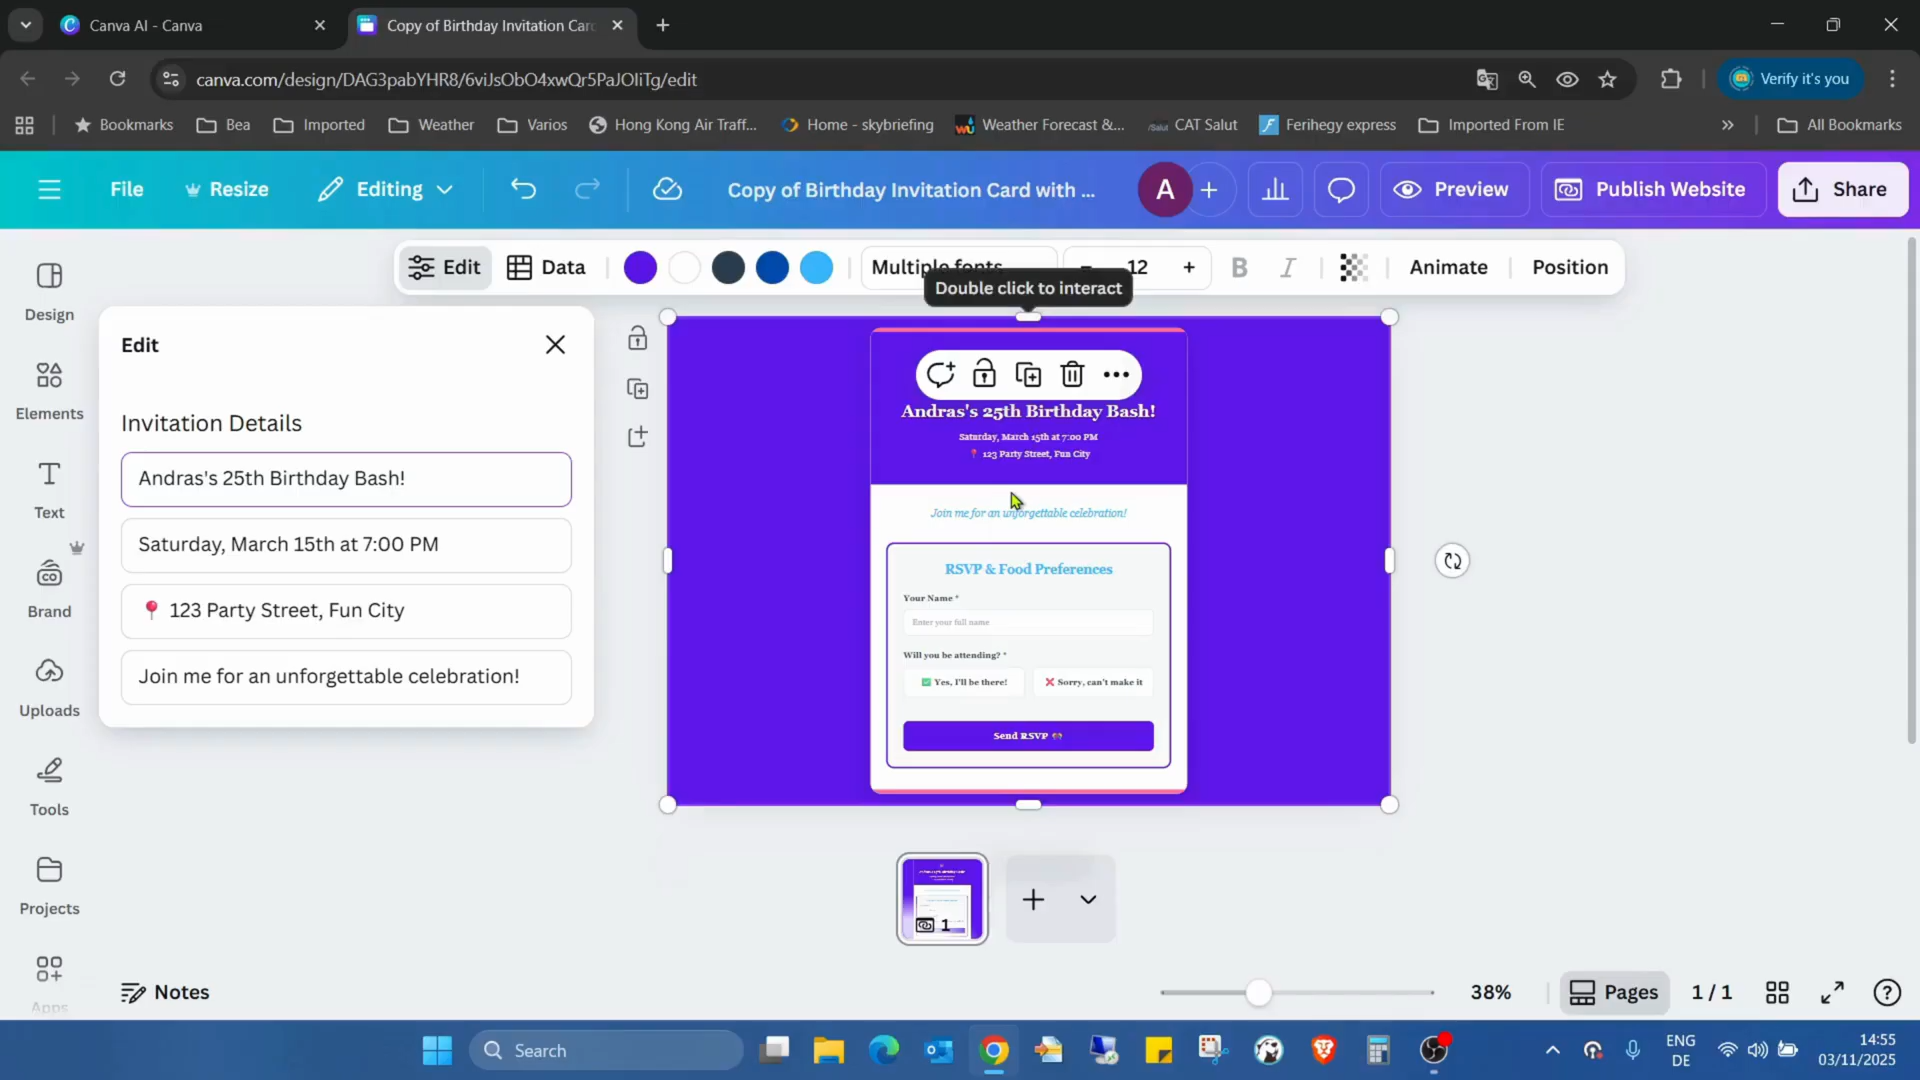 Canva AI - Canva
Copy of Birthday Invitation Car
canva.com/design/DAG3pabYHR8/6viJsObO4xwQr5PaJOliTg/edit
Verify it's you
Bookmarks
Bea
Imported
Weather
Varios
Hong Kong Air Traff...
Home - skybriefing
Weather Forecast &...
CAT Salut
Ferihegy express
Imported From IE
All Bookmarks
File
Resize
Editing
Copy of Birthday Invitation Card with ...
A
Preview
Publish Website
Share
Edit
Data
Multiple fonts
12
B
I
Animate
Position
Double click to interact
Design
Elements
Text
Brand
Uploads
Tools
Projects
Apps
Edit
Invitation Details
Andras's 25th Birthday Bash!
Saturday, March 15th at 7:00 PM
📍 123 Party Street, Fun City
Join me for an unforgettable celebration!
Andras's 25th Birthday Bash!
Saturday, March 15th at 7:00 PM
📍 123 Party Street, Fun City
Join me for an unforgettable celebration!
RSVP & Food Preferences
Your Name *
Enter your full name
Will you be attending? *
✅ Yes, I'll be there!
❌ Sorry, can't make it
Send RSVP
1
Notes
38%
Pages
1 / 1
Search
ENG
DE
14:55
03/11/2025